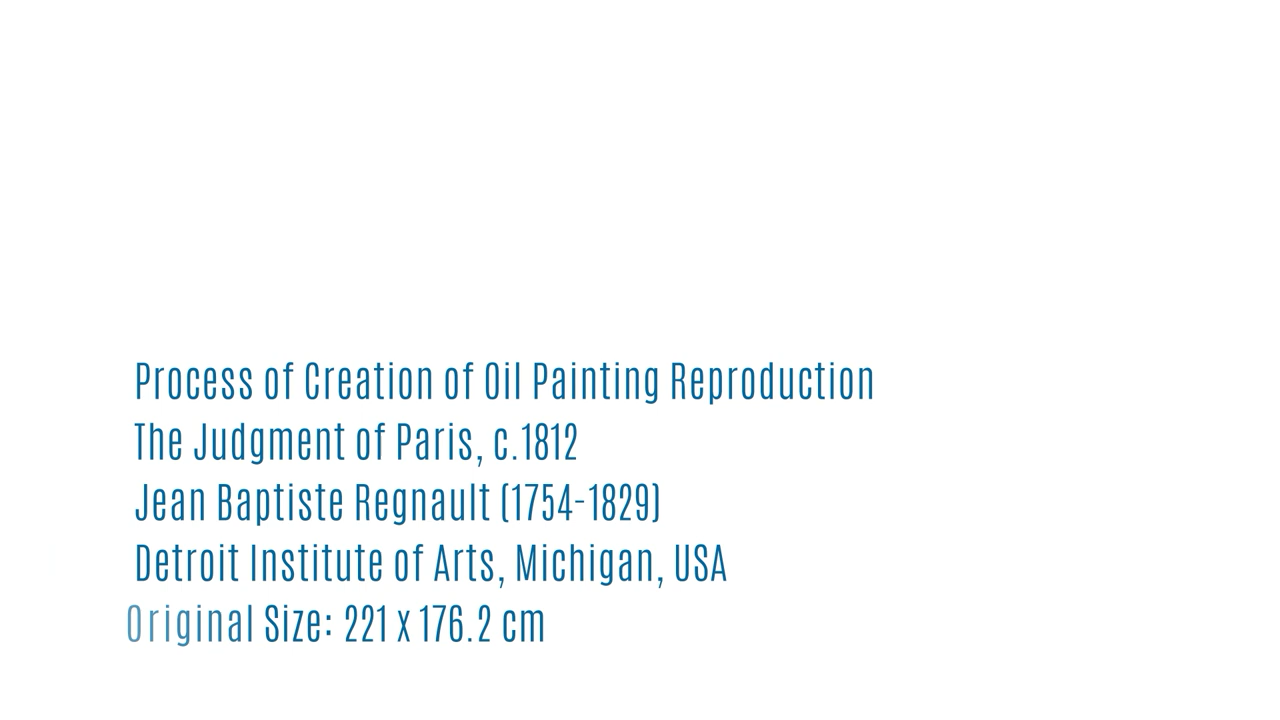 Process of Creation of Oil Painting Reproduction
The Judgment of Paris, c.1812
Jean Baptiste Regnault (1754-1829)
Detroit Institute of Arts, Michigan, USA
Original Size: 221 x 176.2 cm